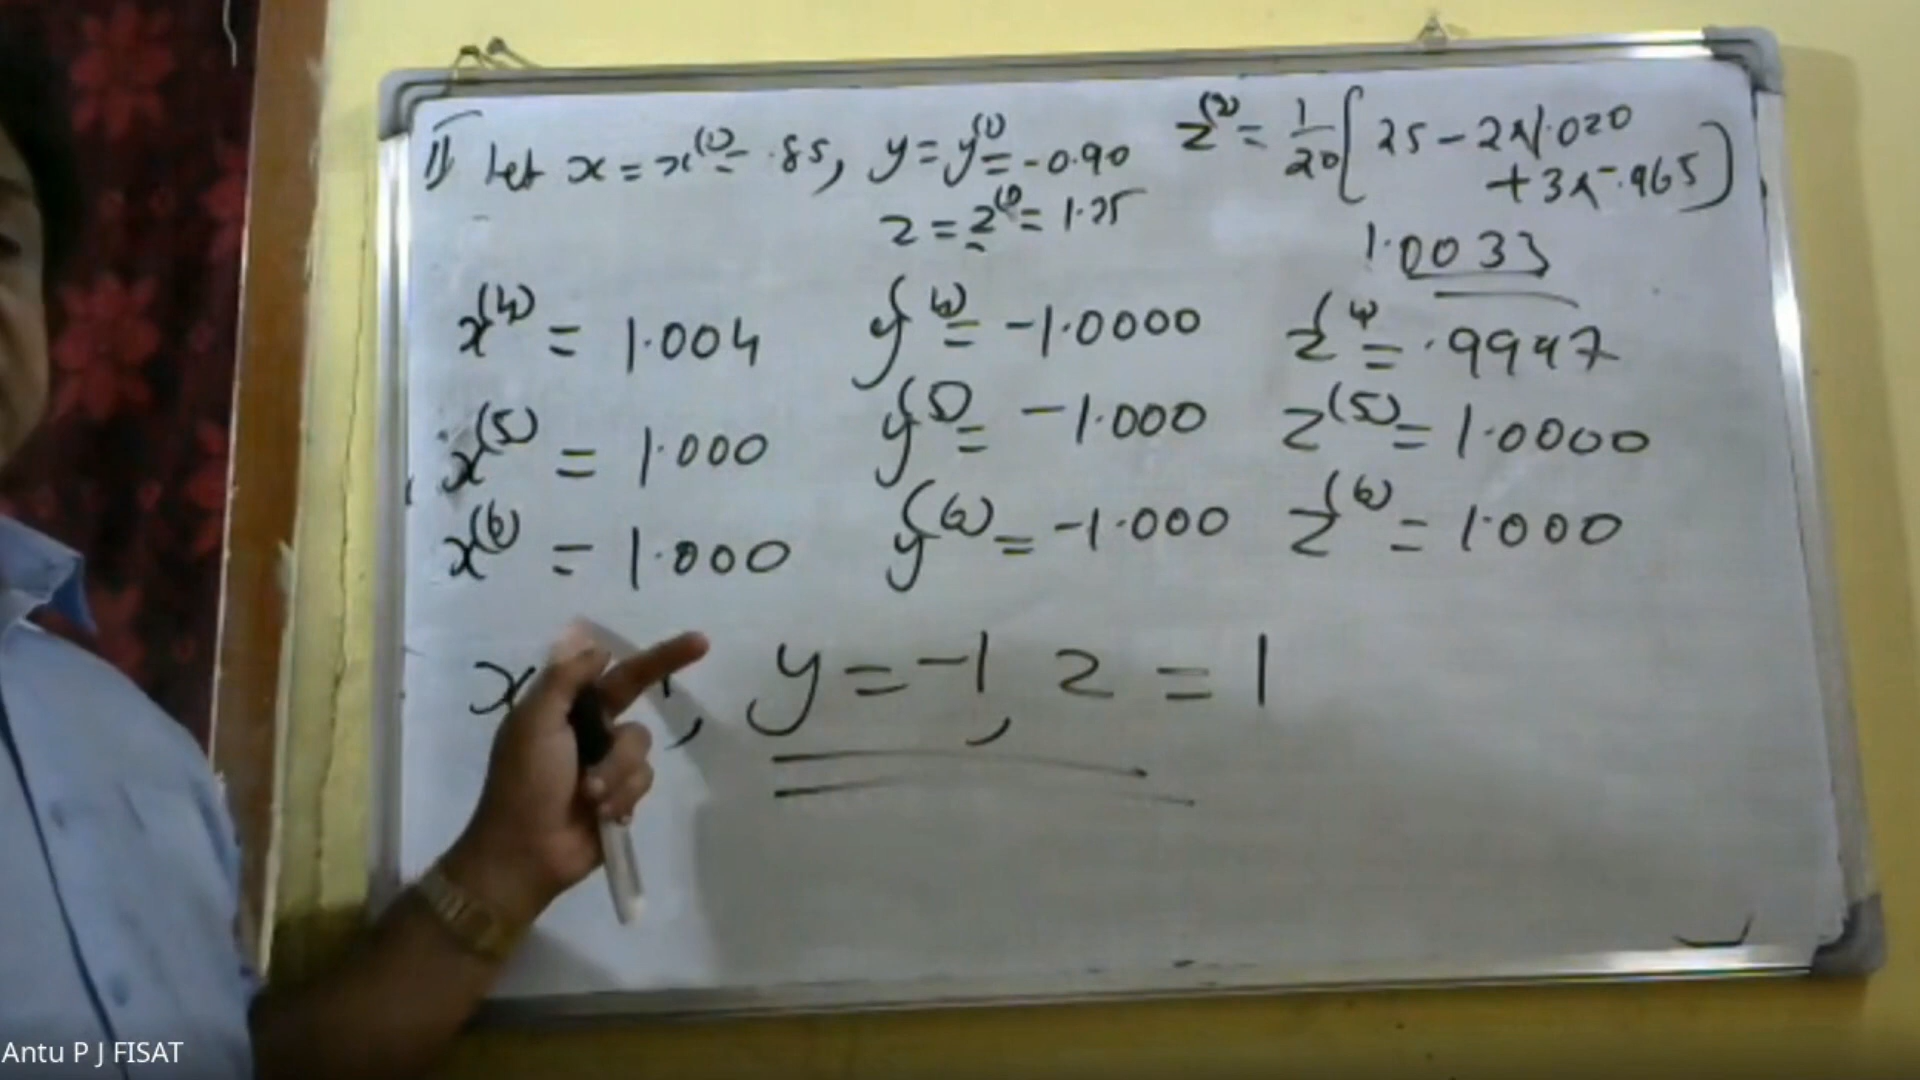 II Let x = x^(1) = .85, y = y^(1) = -0.90
z = z^(1) = 1.25
z^(2) = 1/20 [ 25 - 2×1.020
+ 3×-.965 )
1.0033
x^(4) = 1.004 y^(4) = -1.0000 z^(4) = .9997
x^(5) = 1.000 y^(5) = -1.000 z^(5) = 1.0000
x^(6) = 1.000 y^(6) = -1.000 z^(6) = 1.000
x , y = -1, z = 1
Antu P J FISAT